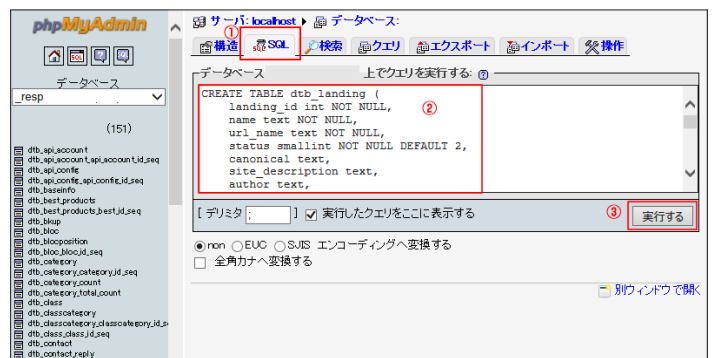 phpMyAdmin
データベース
_resp
(151)
dtb_api_account
dtb_api_account_api_account_id_seq
dtb_api_config
dtb_api_config_api_config_id_seq
dtb_baseinfo
dtb_best_products
dtb_best_products_best_id_seq
dtb_bkup
dtb_bloc
dtb_blocposition
dtb_bloc_bloc_id_seq
dtb_category
dtb_category_category_id_seq
dtb_category_count
dtb_category_total_count
dtb_class
dtb_classcategory
dtb_classcategory_classcategory_id_s
dtb_class_class_id_seq
dtb_contact
dtb_contact_reply
サーバ: localhost ▶ データベース:
①
構造 SQL 検索 クエリ エクスポート インポート 操作
データベース 上でクエリを実行する:
CREATE TABLE dtb_landing (
landing_id int NOT NULL,
②
name text NOT NULL,
url_name text NOT NULL,
status smallint NOT NULL DEFAULT 2,
canonical text,
site_description text,
author text,
[ デリミタ ; ] 実行したクエリをここに表示する
③
実行する
non EUC SJIS エンコーディングへ変換する
全角カナへ変換する
別ウィンドウで開く